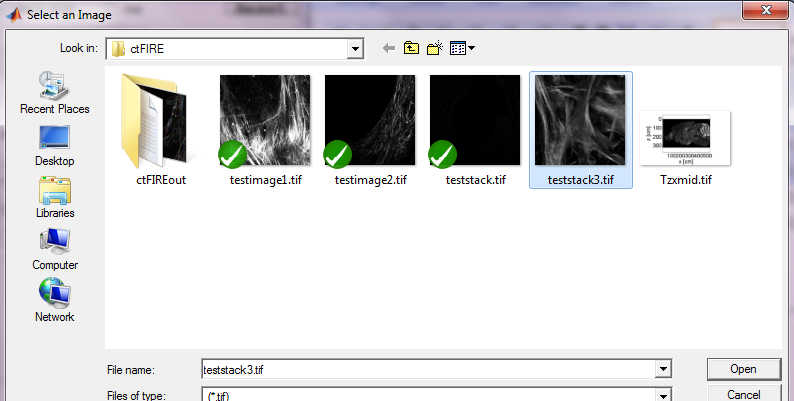 Select an Image
Look in: ctFIRE
Recent Places
Desktop
Libraries
Computer
Network
ctFIREout
testimage1.tif
testimage2.tif
teststack.tif
teststack3.tif
Tzxmid.tif
File name: teststack3.tif
Open
Files of type: (*.tif)
Cancel